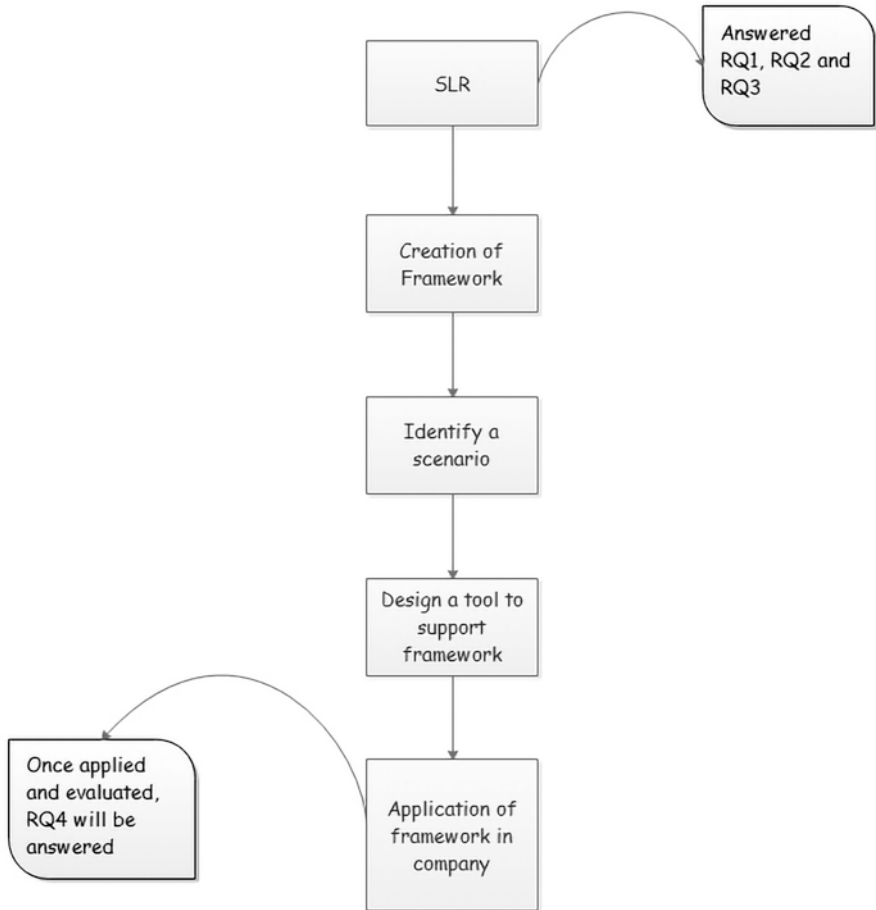 SLR
Answered
RQ1, RQ2 and
RQ3
Creation of
Framework
Identify a
scenario
Design a tool to
support
framework
Application of
framework in
company
Once applied
and evaluated,
RQ4 will be
answered